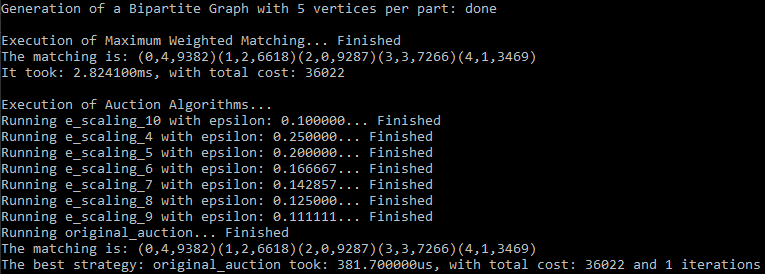 Generation of a Bipartite Graph with 5 vertices per part: done
Execution of Maximum Weighted Matching... Finished
The matching is: (0,4,9382)(1,2,6618)(2,0,9287)(3,3,7266)(4,1,3469)
It took: 2.824100ms, with total cost: 36022
Execution of Auction Algorithms...
Running e_scaling_10 with epsilon: 0.100000... Finished
Running e_scaling_4 with epsilon: 0.250000... Finished
Running e_scaling_5 with epsilon: 0.200000... Finished
Running e_scaling_6 with epsilon: 0.166667... Finished
Running e_scaling_7 with epsilon: 0.142857... Finished
Running e_scaling_8 with epsilon: 0.125000... Finished
Running e_scaling_9 with epsilon: 0.111111... Finished
Running original_auction... Finished
The matching is: (0,4,9382)(1,2,6618)(2,0,9287)(3,3,7266)(4,1,3469)
The best strategy: original_auction took: 381.700000us, with total cost: 36022 and 1 iterations